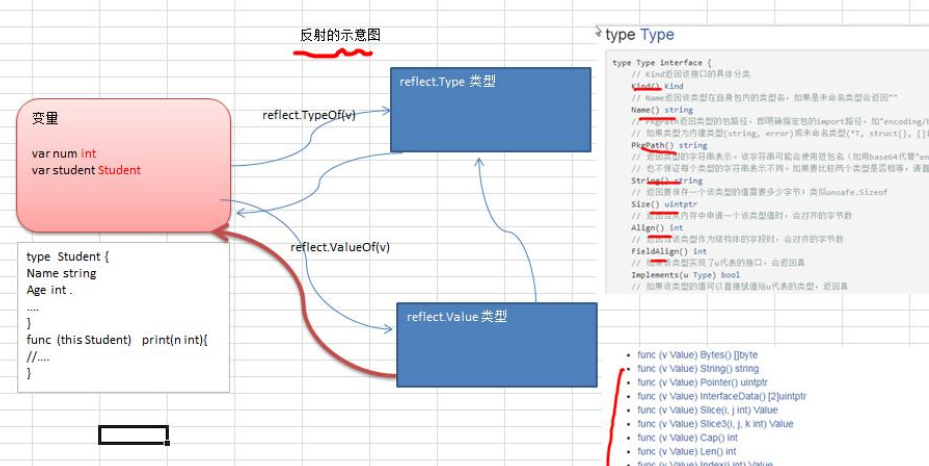 反射的示意图
变量
var num int
var student Student
reflect.TypeOf(v)
reflect.Type 类型
reflect.ValueOf(v)
reflect.Value 类型
type Student {
Name string
Age int .
....
}
func (this Student) print(n int){
//....
}
type Type
type Type interface {
// Kind返回该接口的具体分类
Kind() Kind
// Name返回该类型在自身包内的类型名，如果是未命名类型会返回""
Name() string
// PkgPath返回类型的包路径，即明确指定包的import路径，如"encoding/b
// 如果类型为内建类型(string, error)或未命名类型(*T, struct{}, []i
PkgPath() string
// 返回类型的字符串表示。该字符串可能会使用短包名（如用base64代替"en
// 也不保证每个类型的字符串表示不同。如果要比较两个类型是否相等，请直
String() string
// 返回要保存一个该类型的值需要多少字节；类似unsafe.Sizeof
Size() uintptr
// 返回当从内存中申请一个该类型值时，会对齐的字节数
Align() int
// 返回当该类型作为结构体的字段时，会对齐的字节数
FieldAlign() int
// 如果该类型实现了u代表的接口，会返回真
Implements(u Type) bool
// 如果该类型的值可以直接赋值给u代表的类型，返回真
func (v Value) Bytes() []byte
func (v Value) String() string
func (v Value) Pointer() uintptr
func (v Value) InterfaceData() [2]uintptr
func (v Value) Slice(i, j int) Value
func (v Value) Slice3(i, j, k int) Value
func (v Value) Cap() int
func (v Value) Len() int
func (v Value) Index(i int) Value